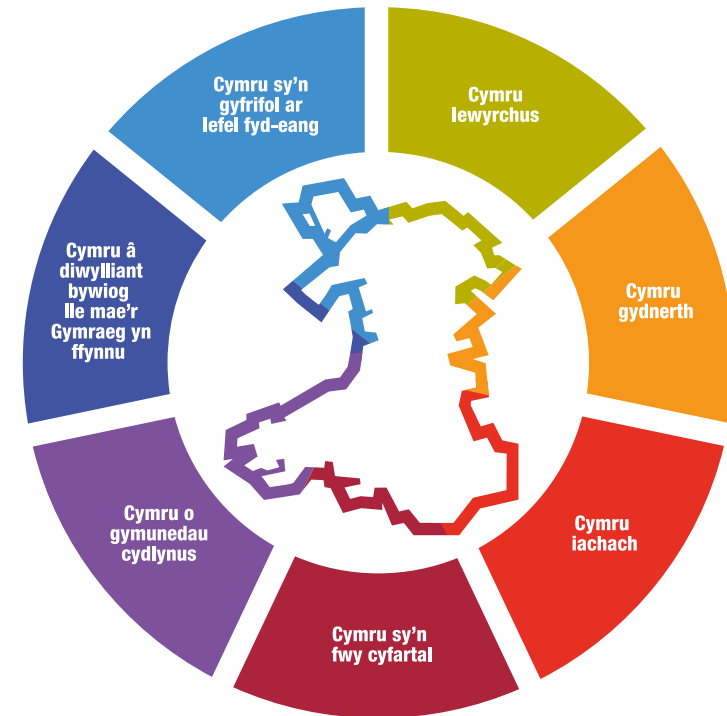 Cymru sy'n
gyfrifol ar
lefel fyd-eang
Cymru
lewyrchus
Cymru
gydnerth
Cymru
iachach
Cymru sy'n
fwy cyfartal
Cymru o
gymunedau
cydlynus
Cymru â
diwylliant
bywiog
lle mae'r
Gymraeg yn
ffynnu